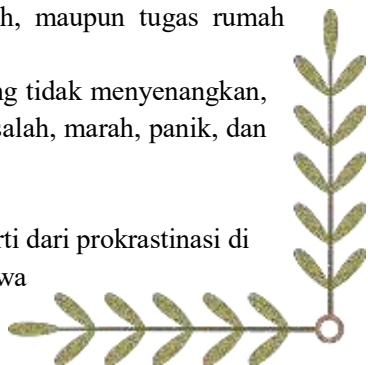 h, maupun tugas rumah
ng tidak menyenangkan,
salah, marah, panik, dan
rti dari prokrastinasi di
wa